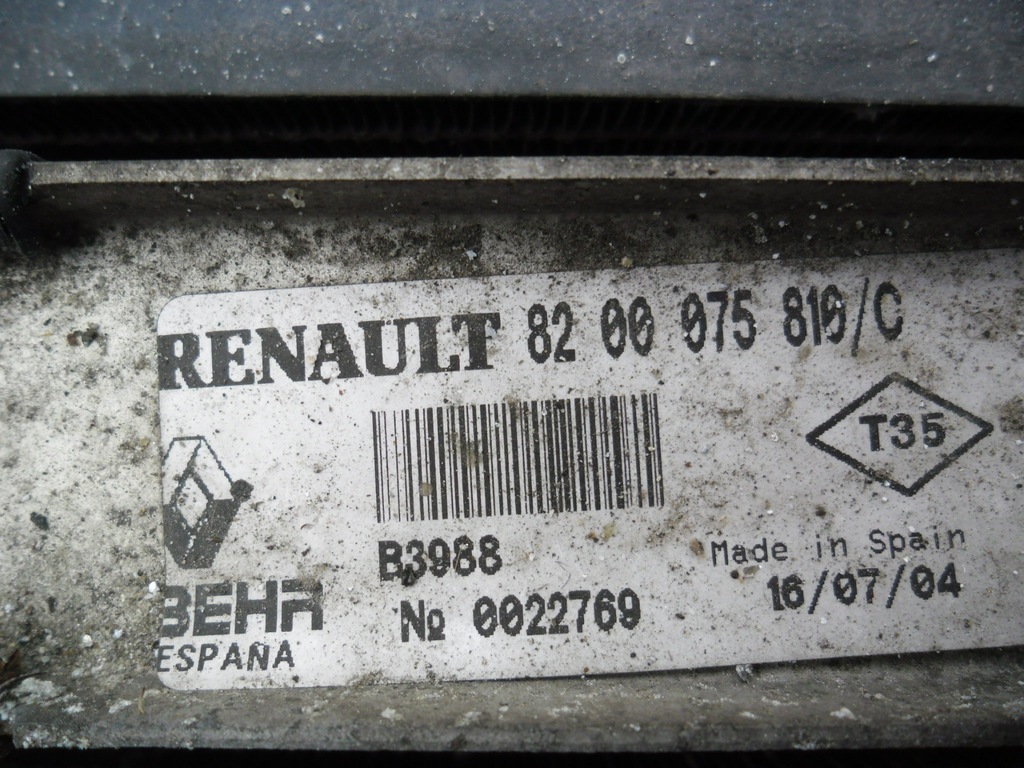 RENAULT 82 00 075 810/C
T35
B3988
Made in Spain
BEHR
Nº 0022769
16/07/04
ESPAÑA